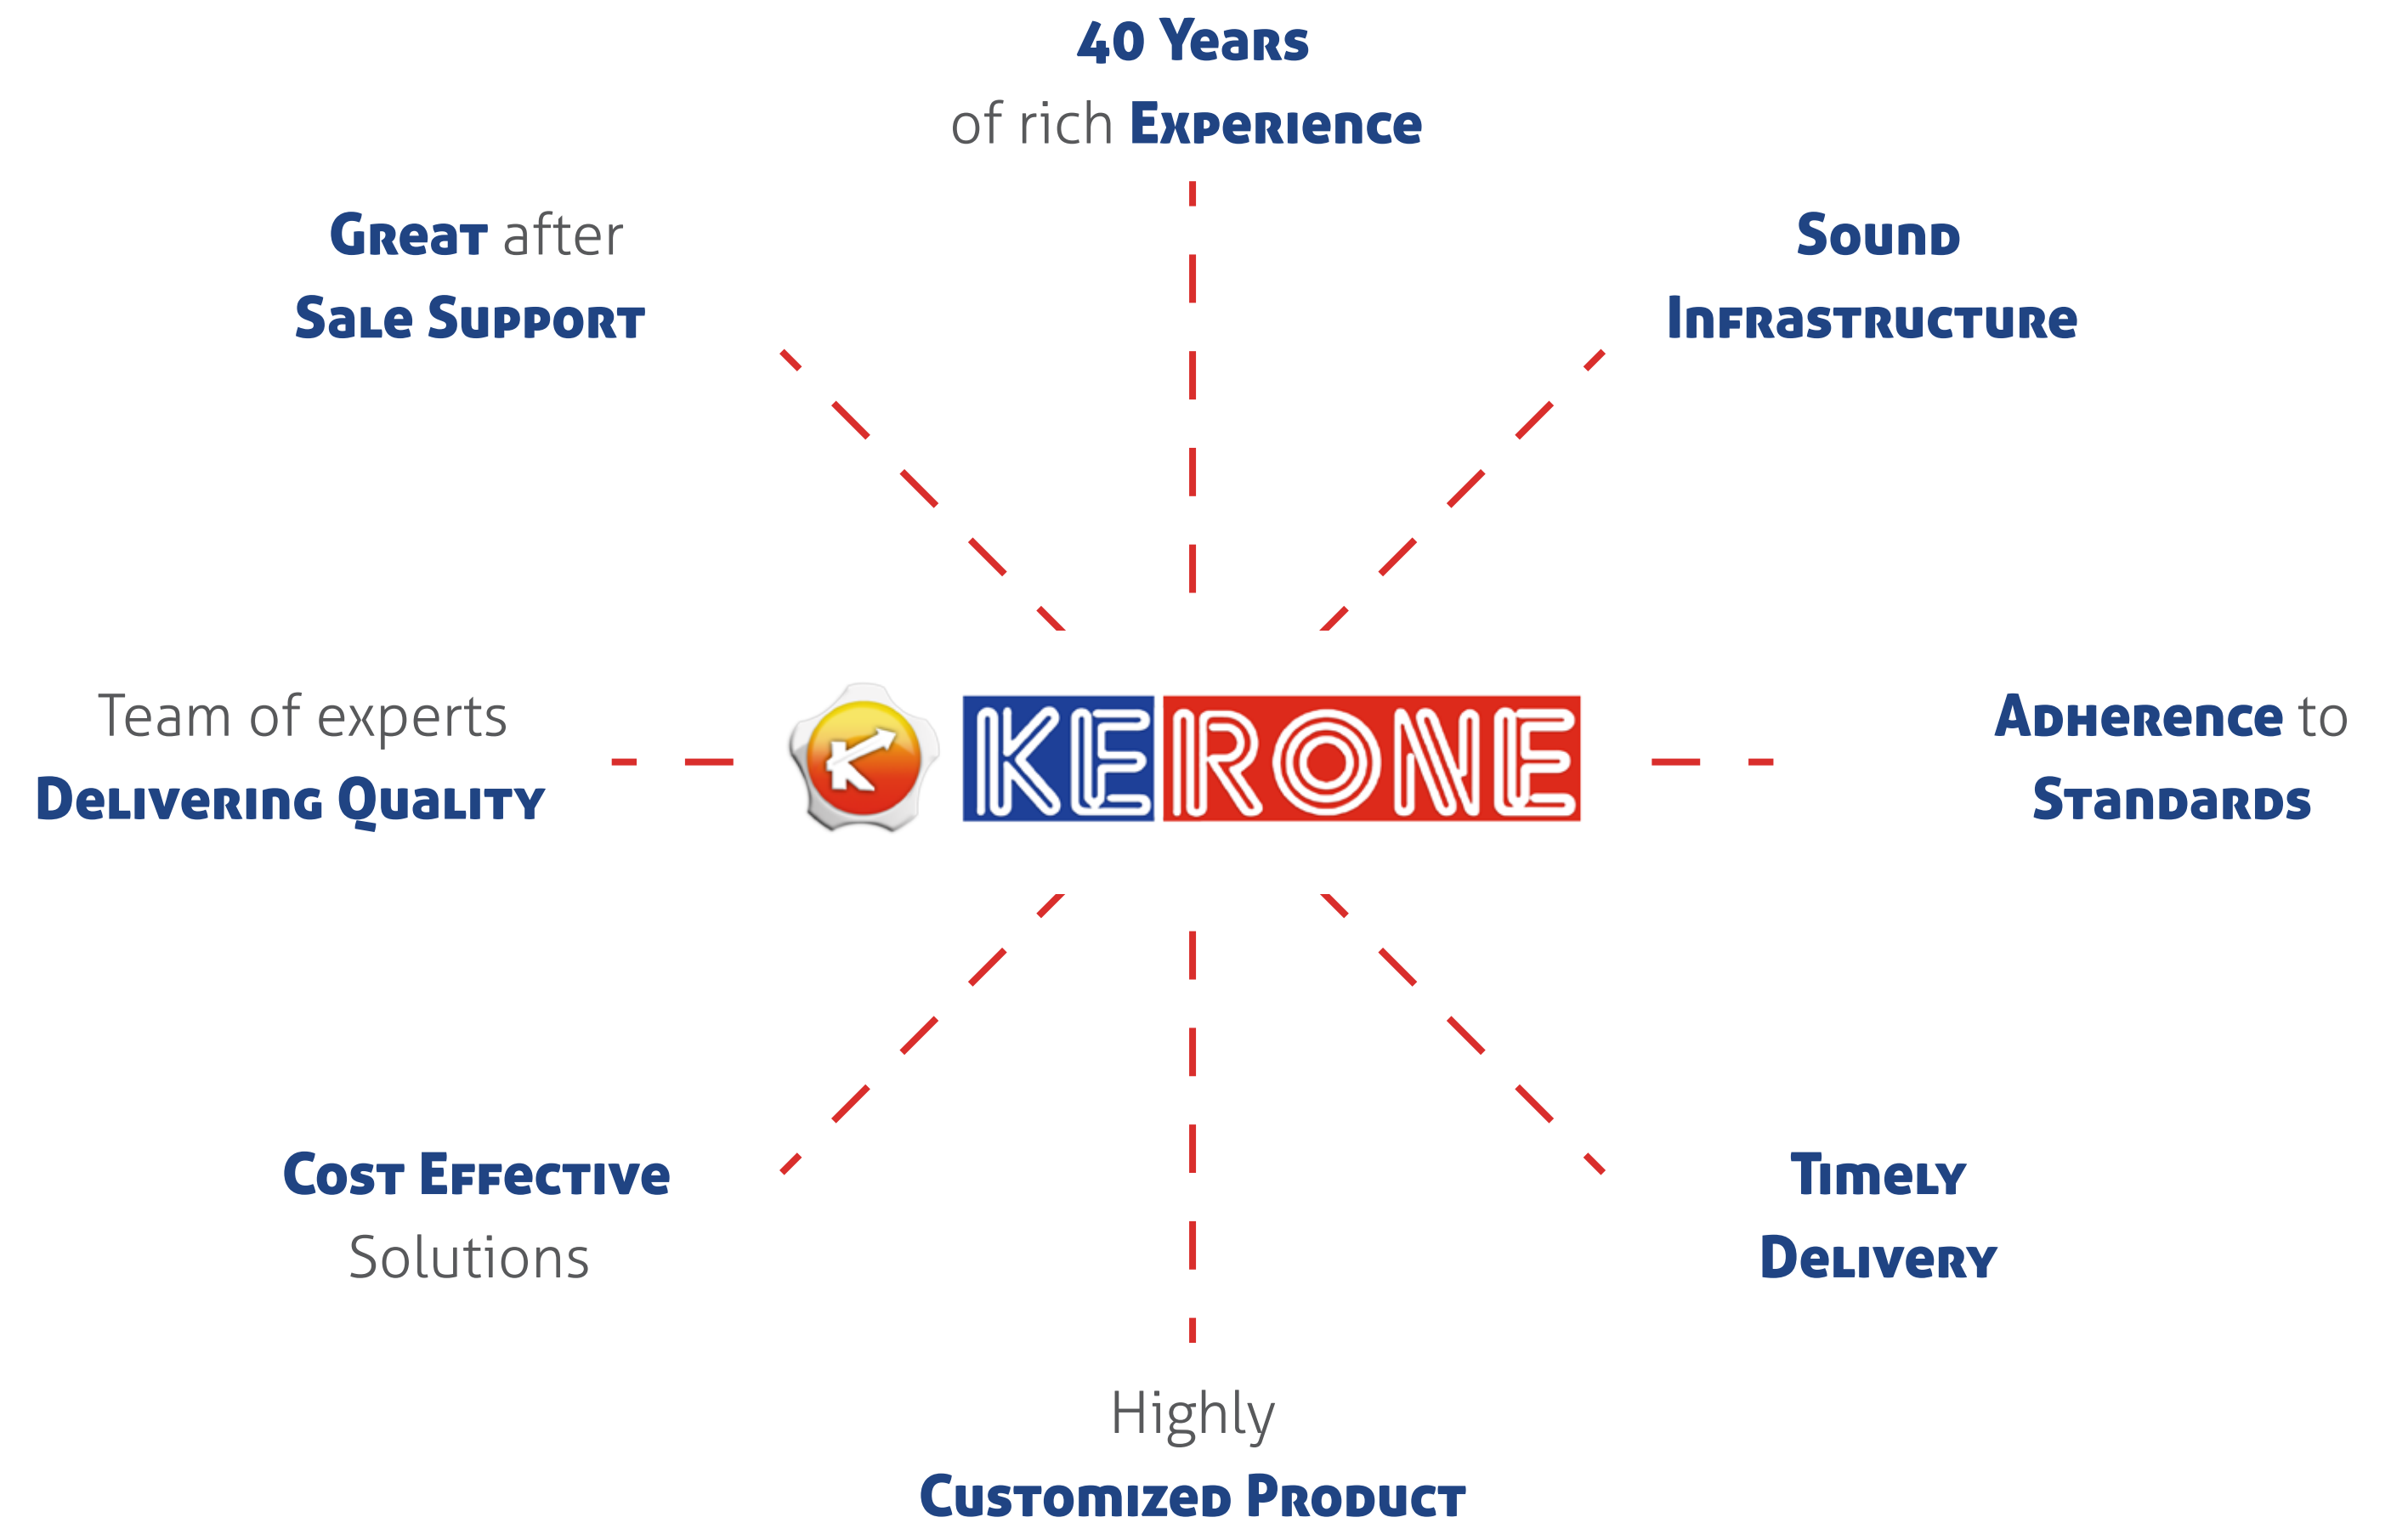 40 Years
of rich Experience
Great after
Sale Support
Sound
Infrastructure
Team of experts
Delivering Quality
K KERONE
Adherence to
Standards
Cost Effective
Solutions
Timely
Delivery
Highly
Customized Product